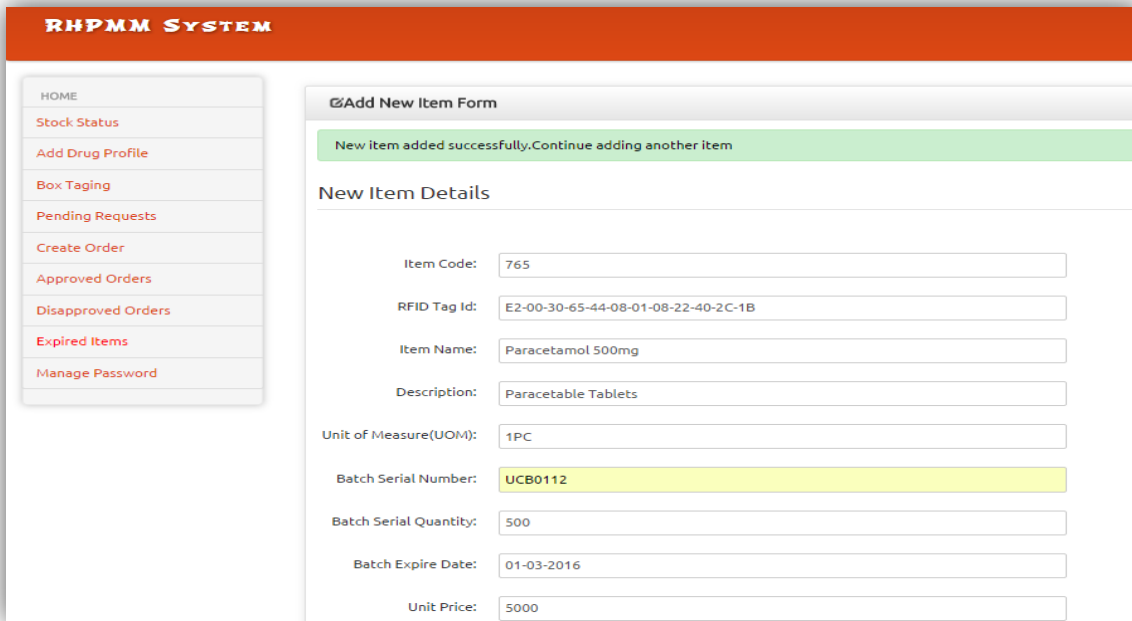 RHPMM System
HOME
Stock Status
Add Drug Profile
Box Taging
Pending Requests
Create Order
Approved Orders
Disapproved Orders
Expired Items
Manage Password
Add New Item Form
New item added successfully.Continue adding another item
New Item Details
Item Code: 765
RFID Tag Id: E2-00-30-65-44-08-01-08-22-40-2C-1B
Item Name: Paracetamol 500mg
Description: Paracetable Tablets
Unit of Measure(UOM): 1PC
Batch Serial Number: UCB0112
Batch Serial Quantity: 500
Batch Expire Date: 01-03-2016
Unit Price: 5000